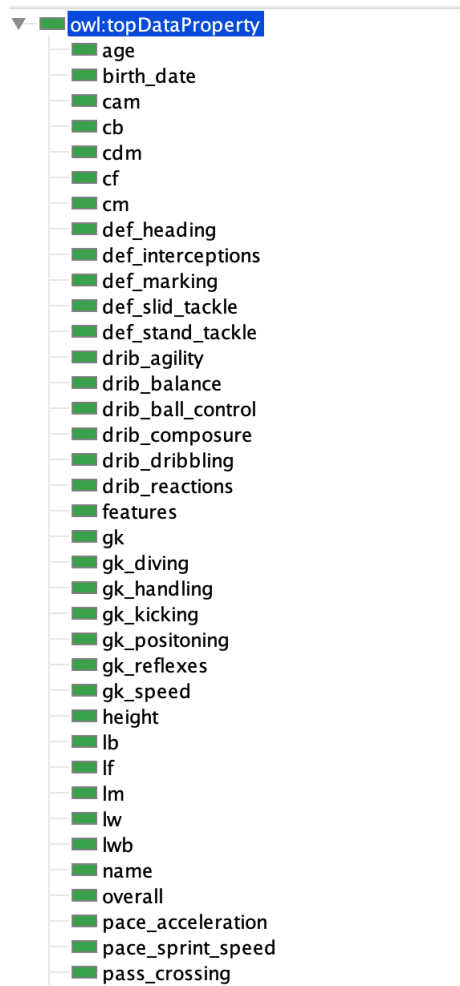 owl:topDataProperty
age
birth_date
cam
cb
cdm
cf
cm
def_heading
def_interceptions
def_marking
def_slid_tackle
def_stand_tackle
drib_agility
drib_balance
drib_ball_control
drib_composure
drib_dribbling
drib_reactions
features
gk
gk_diving
gk_handling
gk_kicking
gk_positoning
gk_reflexes
gk_speed
height
lb
lf
lm
lw
lwb
name
overall
pace_acceleration
pace_sprint_speed
pass_crossing